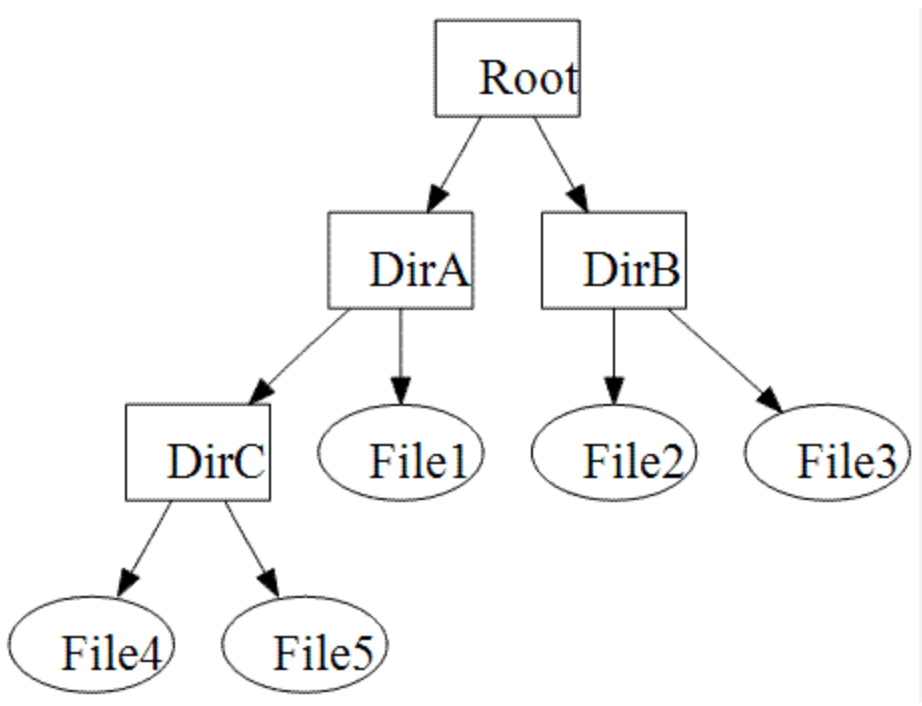 Root
DirA
DirB
DirC
File1
File2
File3
File4
File5